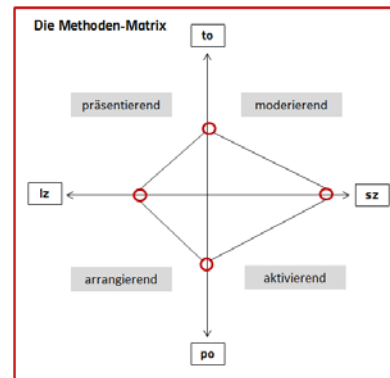 Die Methoden-Matrix
to
präsentierend
moderierend
lz
sz
arrangierend
aktivierend
po